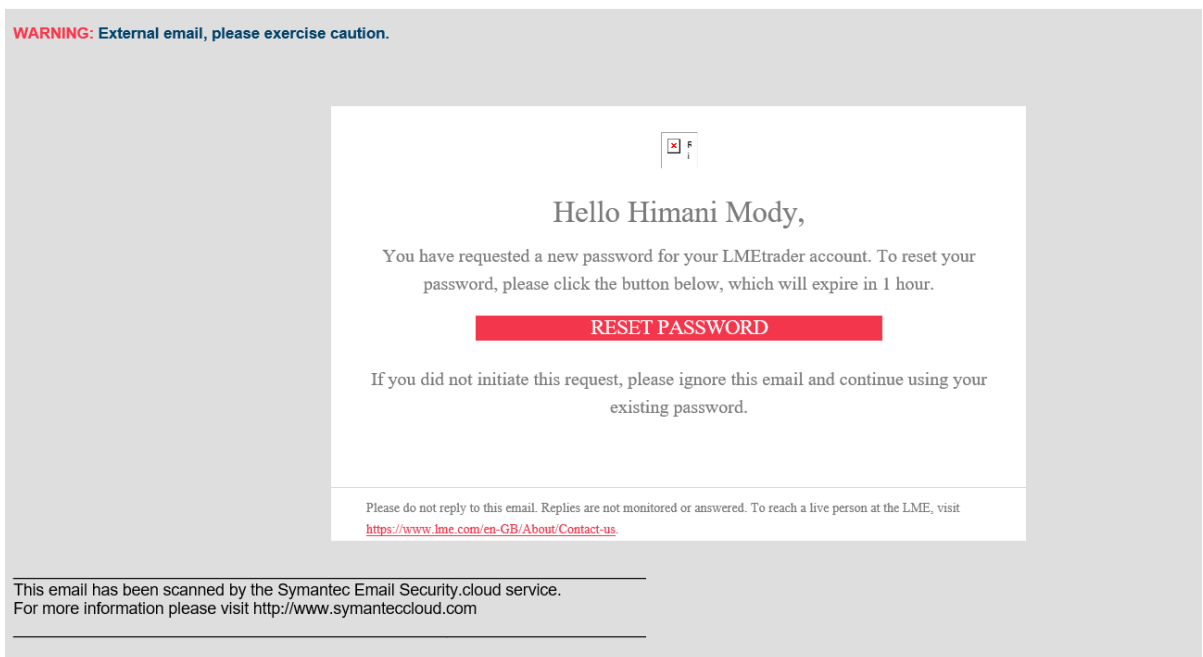 WARNING: External email, please exercise caution.
R
i
Hello Himani Mody,
You have requested a new password for your LMEtrader account. To reset your
password, please click the button below, which will expire in 1 hour.
RESET PASSWORD
If you did not initiate this request, please ignore this email and continue using your
existing password.
Please do not reply to this email. Replies are not monitored or answered. To reach a live person at the LME, visit
https://www.lme.com/en-GB/About/Contact-us.
This email has been scanned by the Symantec Email Security.cloud service.
For more information please visit http://www.symanteccloud.com